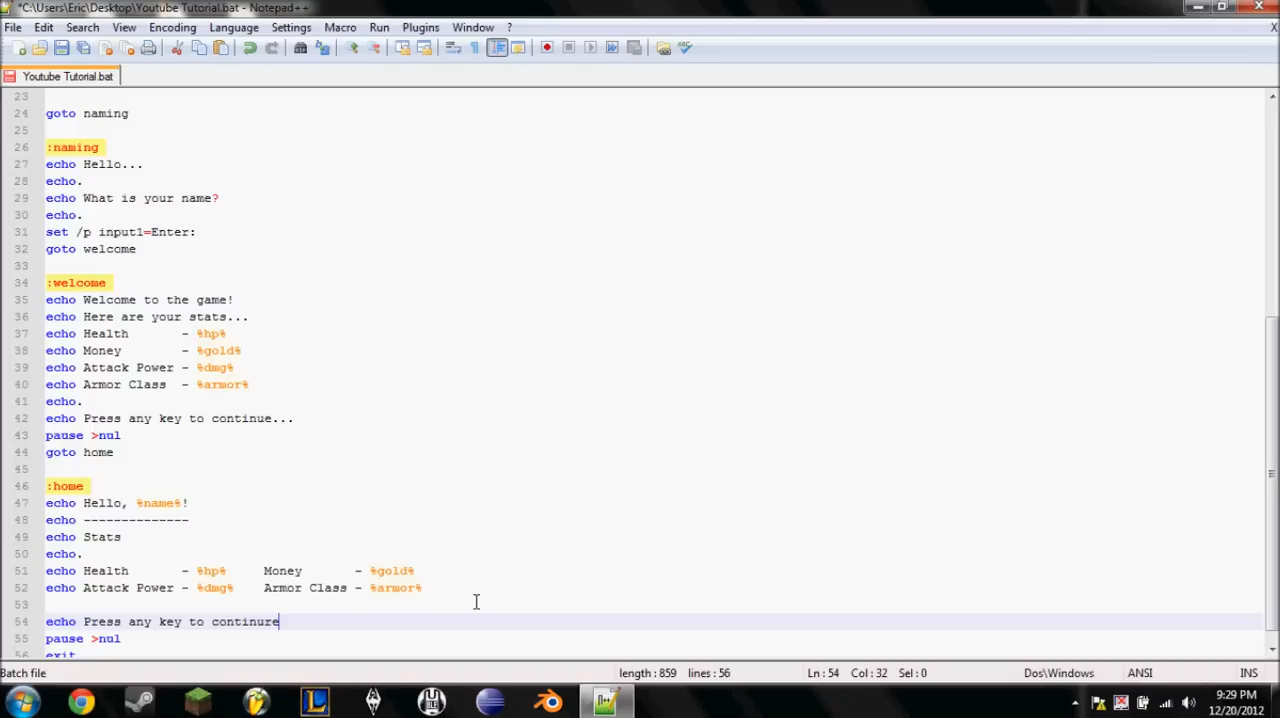 *C:\Users\Eric\Desktop\Youtube Tutorial.bat - Notepad++
File Edit Search View Encoding Language Settings Macro Run Plugins Window ? X
Youtube Tutorial.bat
23
24 goto naming
25
26 :naming
27 echo Hello...
28 echo.
29 echo What is your name?
30 echo.
31 set /p input1=Enter:
32 goto welcome
33
34 :welcome
35 echo Welcome to the game!
36 echo Here are your stats...
37 echo Health - %hp%
38 echo Money - %gold%
39 echo Attack Power - %dmg%
40 echo Armor Class - %armor%
41 echo.
42 echo Press any key to continue...
43 pause >nul
44 goto home
45
46 :home
47 echo Hello, %name%!
48 echo --------------
49 echo Stats
50 echo.
51 echo Health - %hp% Money - %gold%
52 echo Attack Power - %dmg% Armor Class - %armor%
53
54 echo Press any key to continure
55 pause >nul
56 exit
Batch file length : 859 lines : 56 Ln : 54 Col : 32 Sel : 0 Dos\Windows ANSI INS
9:29 PM
12/20/2012